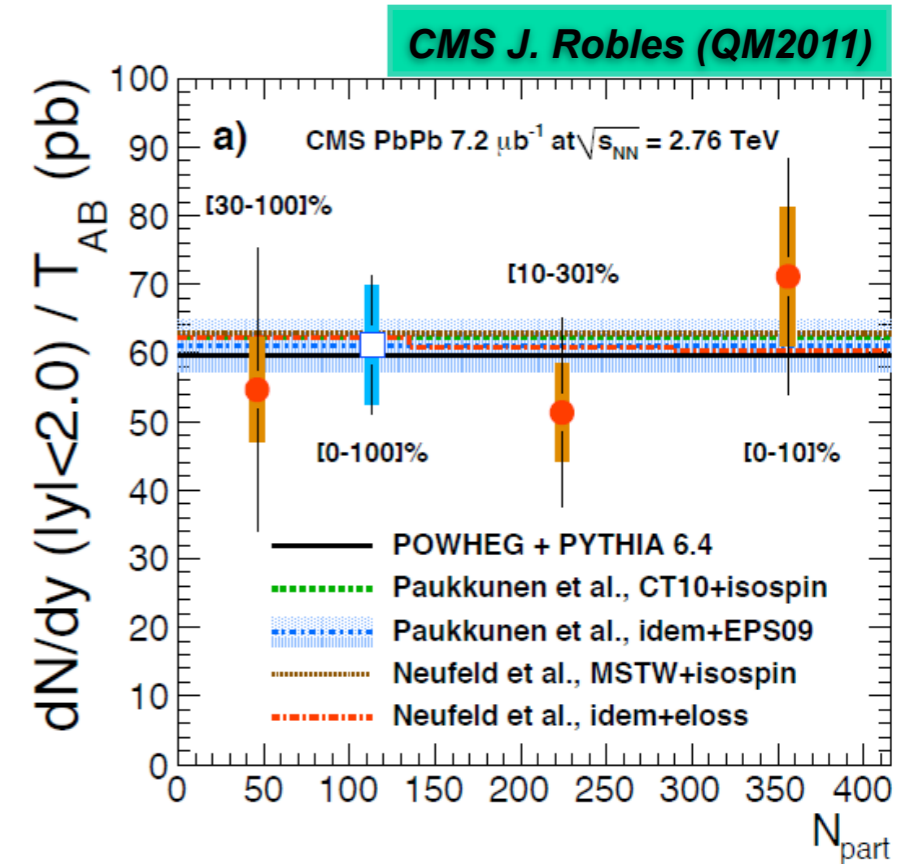 CMS J. Robles (QM2011)
a) CMS PbPb 7.2 μb⁻¹ at √s_NN = 2.76 TeV
[30-100]%
[10-30]%
[0-100]%
[0-10]%
POWHEG + PYTHIA 6.4
Paukkunen et al., CT10+isospin
Paukkunen et al., idem+EPS09
Neufeld et al., MSTW+isospin
Neufeld et al., idem+eloss
dN/dy (|y|<2.0) / T_AB (pb)
100
90
80
70
60
50
40
30
20
10
0
0 50 100 150 200 250 300 350 400
N_part